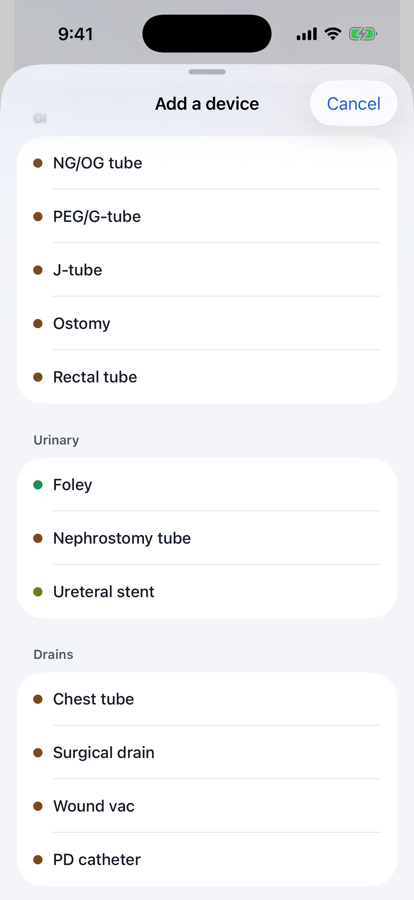 9:41
Add a device
Cancel
GI
NG/OG tube
PEG/G-tube
J-tube
Ostomy
Rectal tube
Urinary
Foley
Nephrostomy tube
Ureteral stent
Drains
Chest tube
Surgical drain
Wound vac
PD catheter